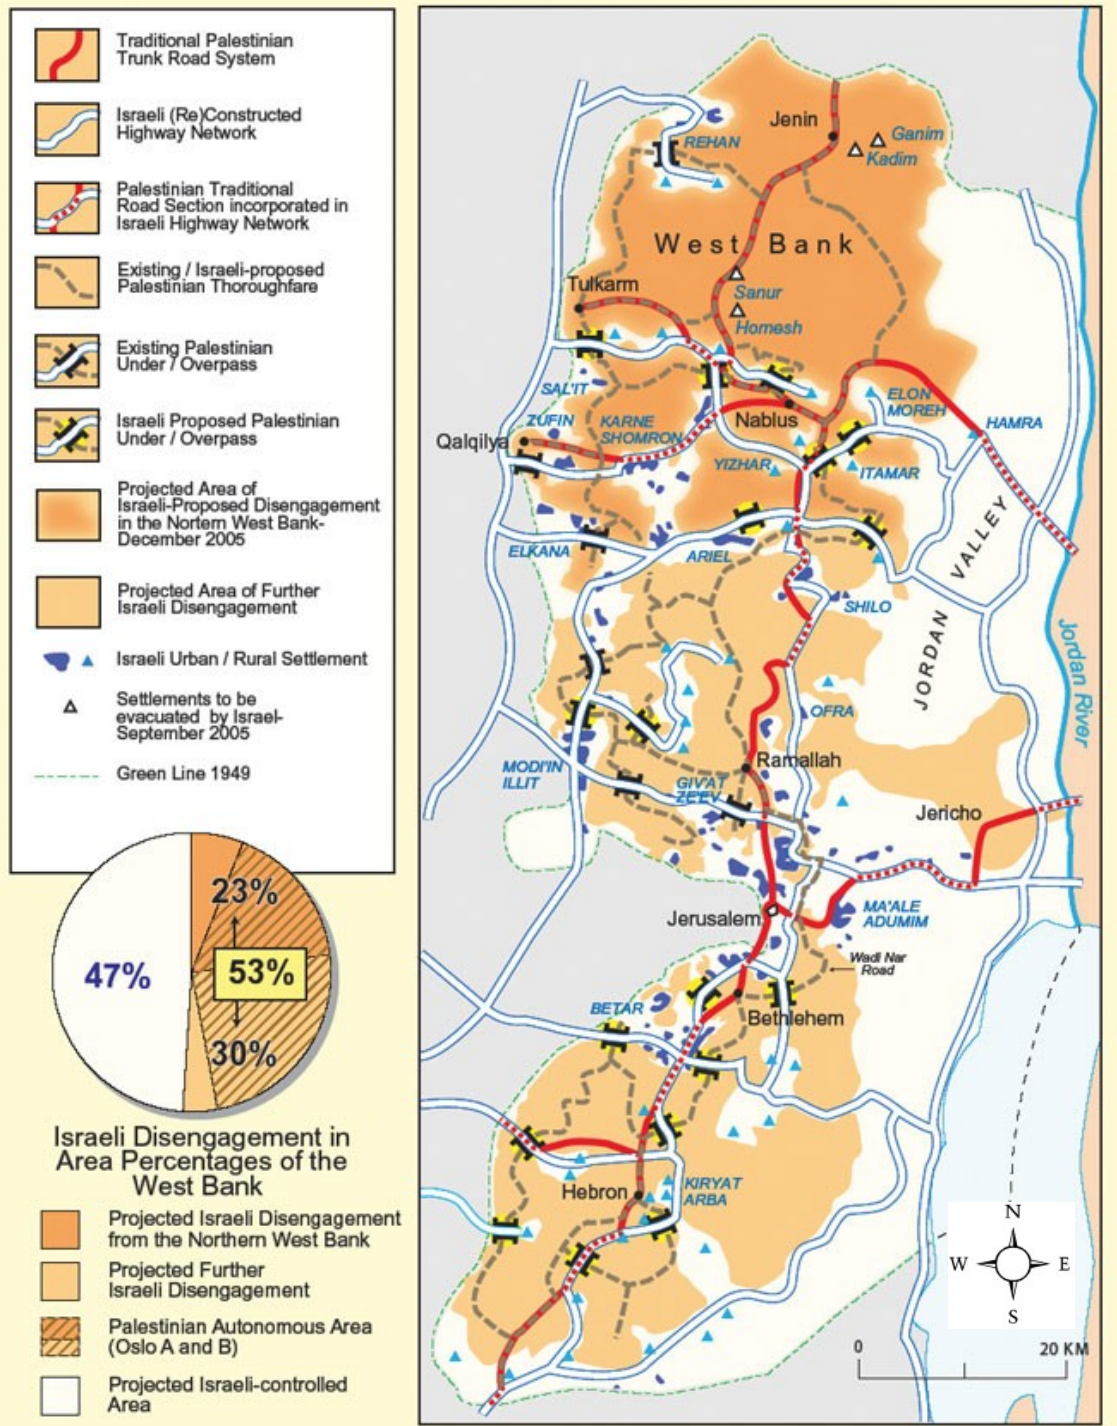 Traditional Palestinian
Trunk Road System
Israeli (Re)Constructed
Highway Network
Palestinian Traditional
Road Section incorporated in
Israeli Highway Network
Existing / Israeli-proposed
Palestinian Thoroughfare
Existing Palestinian
Under / Overpass
Israeli Proposed Palestinian
Under / Overpass
Projected Area of
Israeli-Proposed Disengagement
in the Nortern West Bank-
December 2005
Projected Area of Further
Israeli Disengagement
Israeli Urban / Rural Settlement
Settlements to be
evacuated by Israel-
September 2005
Green Line 1949
23%
47%
53%
30%
Israeli Disengagement in
Area Percentages of the
West Bank
Projected Israeli Disengagement
from the Northern West Bank
Projected Further
Israeli Disengagement
Palestinian Autonomous Area
(Oslo A and B)
Projected Israeli-controlled
Area
Jenin
Ganim
Kadim
REHAN
West Bank
Tulkarm
Sanur
Homesh
SAL'IT
ZUFIN
KARNE
SHOMRON
Nablus
ELON
MOREH
HAMRA
Qalqilya
YIZHAR
ITAMAR
ELKANA
ARIEL
JORDAN VALLEY
SHILO
Jordan River
OFRA
MODI'IN
ILLIT
Ramallah
GIV'AT
ZE'EV
Jericho
Jerusalem
MA'ALE
ADUMIM
Wadi Nar
Road
BETAR
Bethlehem
Hebron
KIRYAT
ARBA
N
W
E
S
0
20 KM